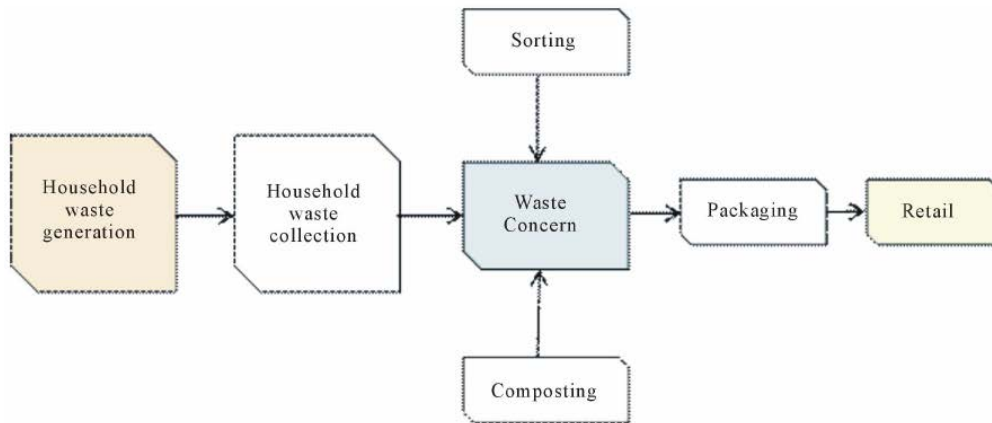 Sorting
Household
waste
generation
Household
waste
collection
Waste
Concern
Packaging
Retail
Composting